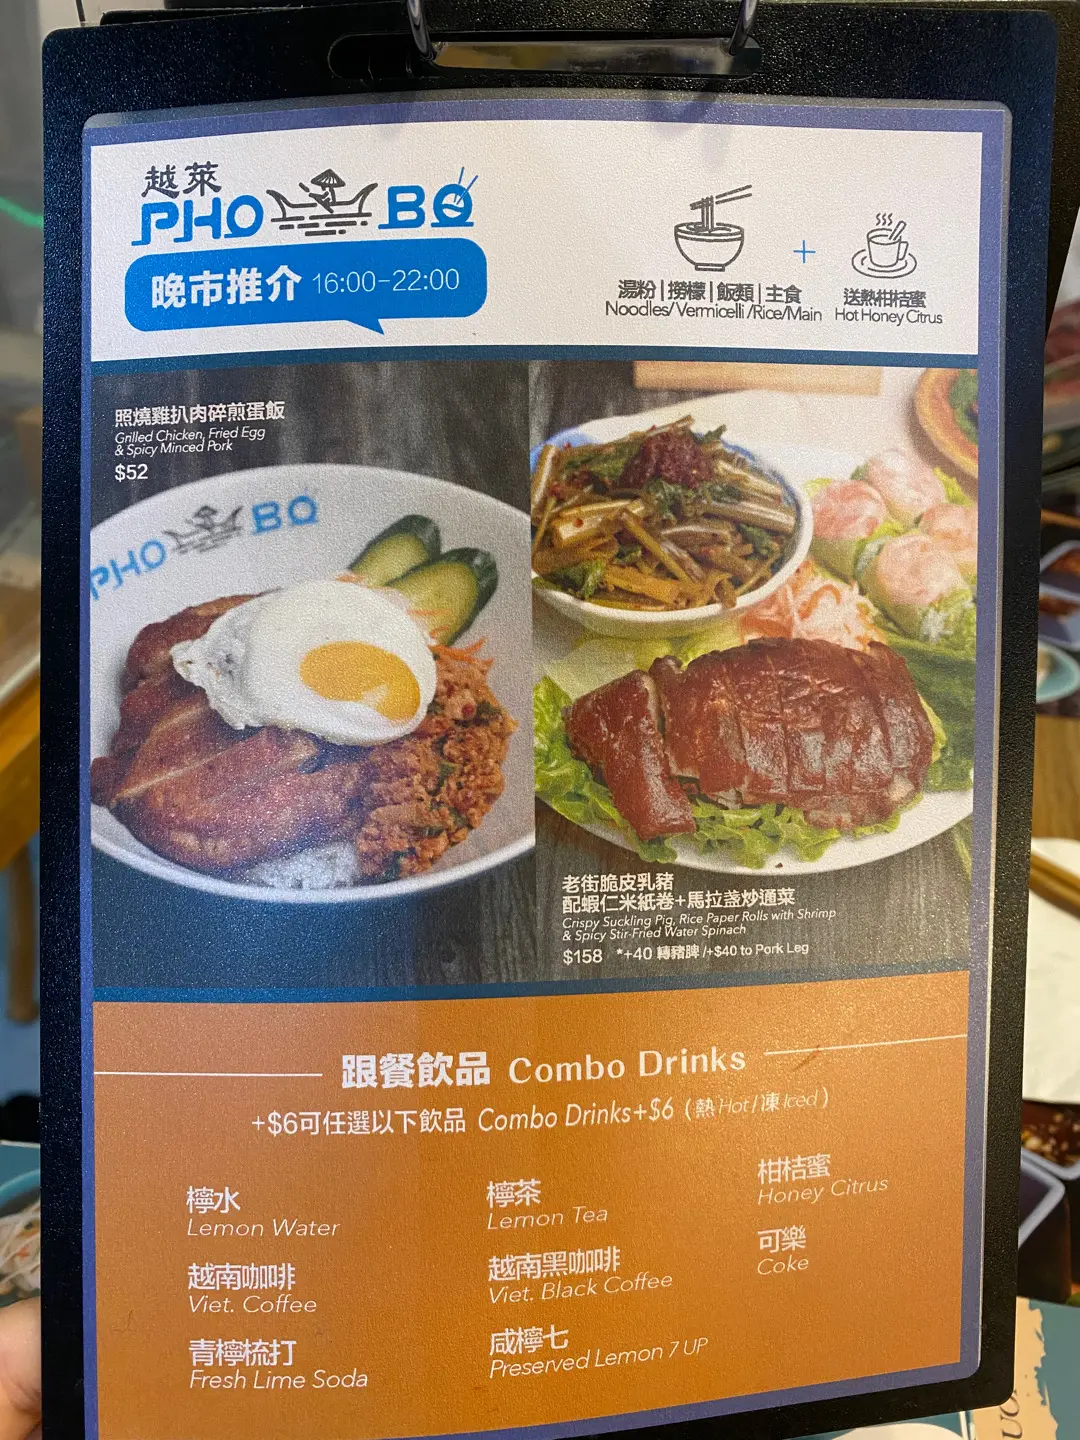 越萊
PHO BO
晚市推介 16:00-22:00
湯粉|撈檬|飯類|主食
Noodles/Vermicelli/Rice/Main
+
送熱柑桔蜜
Hot Honey Citrus
照燒雞扒肉碎煎蛋飯
Grilled Chicken, Fried Egg
& Spicy Minced Pork
$52
PHO BO
老街脆皮乳豬
配蝦仁米紙卷+馬拉盞炒通菜
Crispy Suckling Pig, Rice Paper Rolls with Shrimp
& Spicy Stir-Fried Water Spinach
$158 *+40 轉豬髀 /+$40 to Pork Leg
跟餐飲品 Combo Drinks
+$6可任選以下飲品 Combo Drinks+$6 (熱 Hot / 凍 Iced)
檸水
Lemon Water
越南咖啡
Viet. Coffee
青檸梳打
Fresh Lime Soda
檸茶
Lemon Tea
越南黑咖啡
Viet. Black Coffee
咸檸七
Preserved Lemon 7 UP
柑桔蜜
Honey Citrus
可樂
Coke